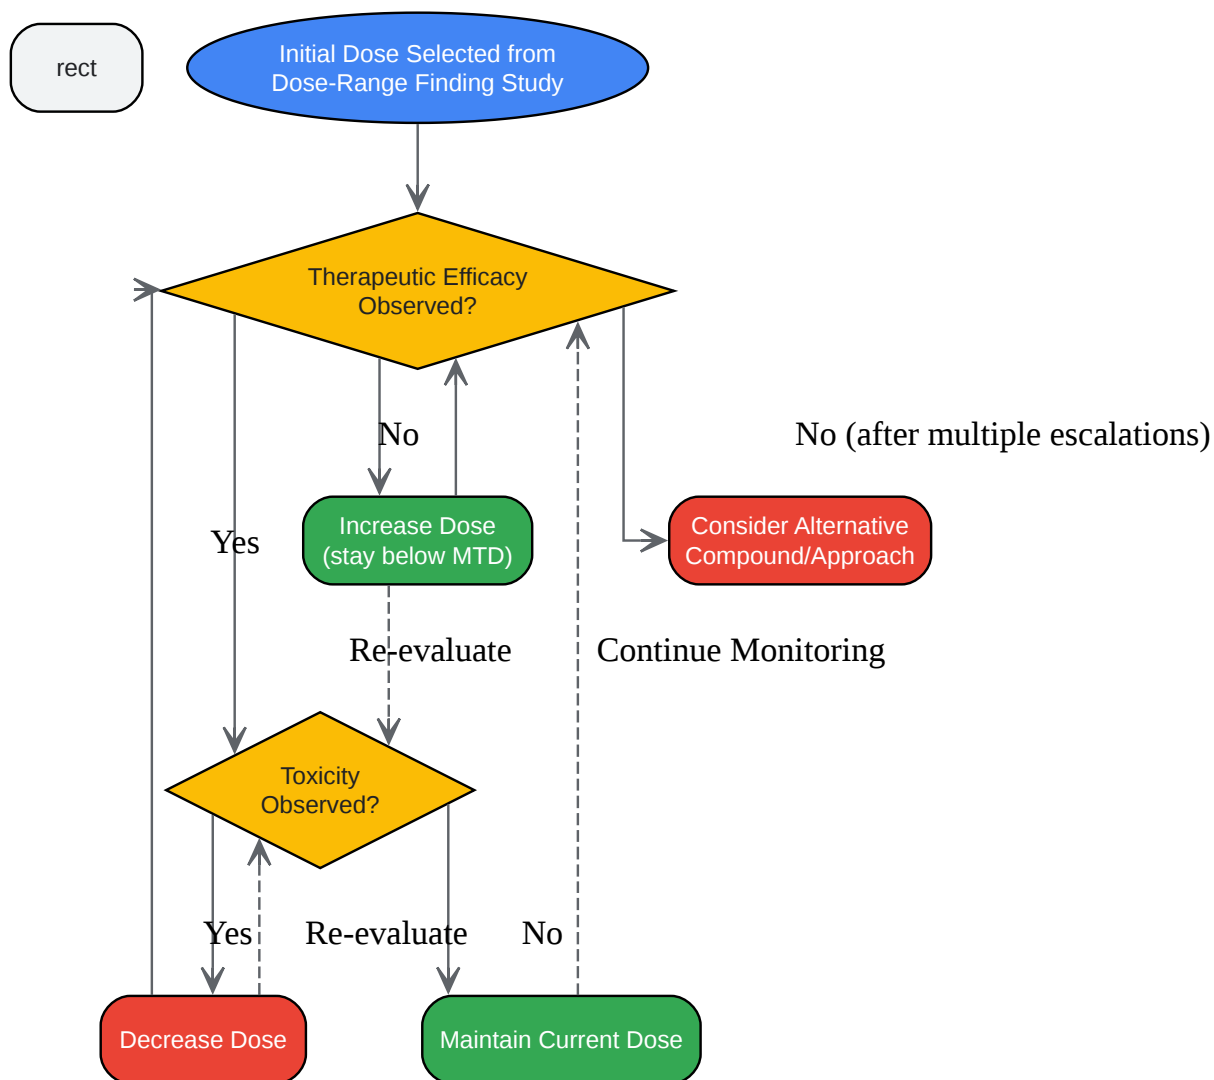 rect
Initial Dose Selected from
Dose-Range Finding Study
Therapeutic Efficacy
Observed?
No
No (after multiple escalations)
Yes
Increase Dose
(stay below MTD)
Consider Alternative
Compound/Approach
Re-evaluate
Continue Monitoring
Toxicity
Observed?
Yes
Re-evaluate
No
Decrease Dose
Maintain Current Dose